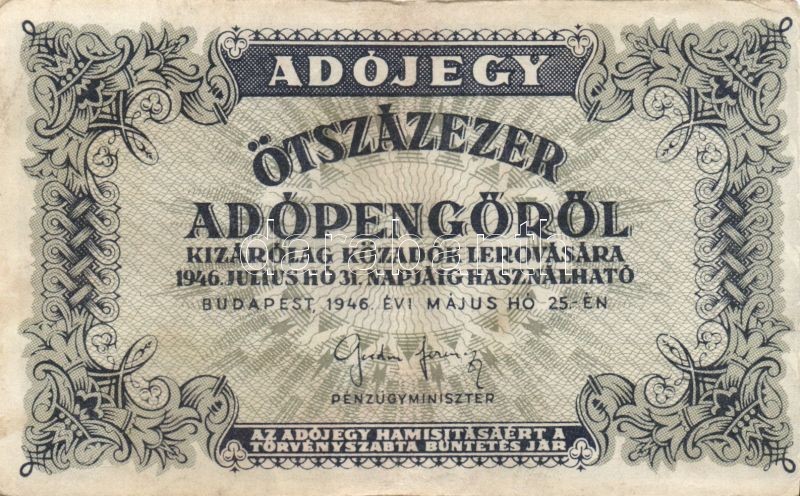 ADÓJEGY
ÖTSZÁZEZER
ADÓPENGŐRŐL
KIZÁRÓLAG KÖZADÓK LEROVÁSÁRA
1946. JULIUS HÓ 31. NAPJÁIG HASZNÁLHATÓ
BUDAPEST, 1946. ÉVI MÁJUS HÓ 25.-ÉN
PÉNZÜGYMINISZTER
AZ ADÓJEGY HAMISITÁSÁÉRT A
TÖRVÉNYSZABTA BÜNTETÉS JÁR